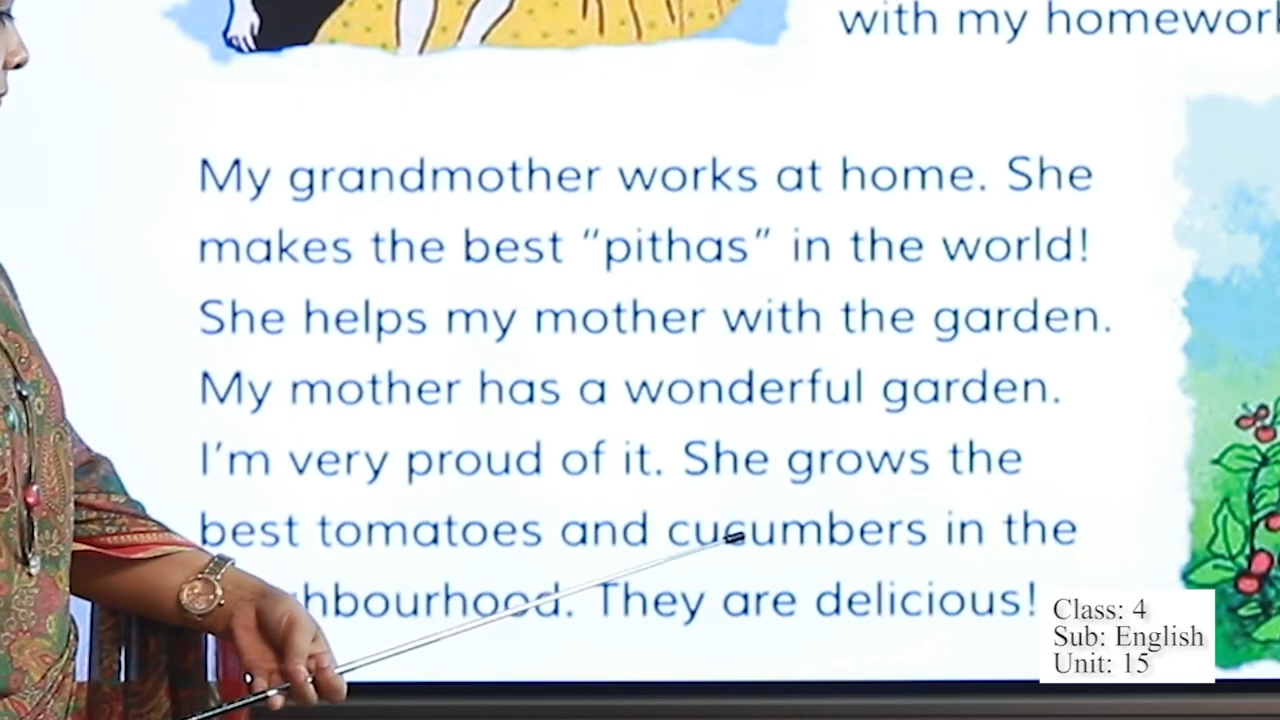 with my homework
My grandmother works at home. She
makes the best “pithas” in the world!
She helps my mother with the garden.
My mother has a wonderful garden.
I'm very proud of it. She grows the
best tomatoes and cucumbers in the
They are delicious!
Class: 4
Sub: English
Unit: 15